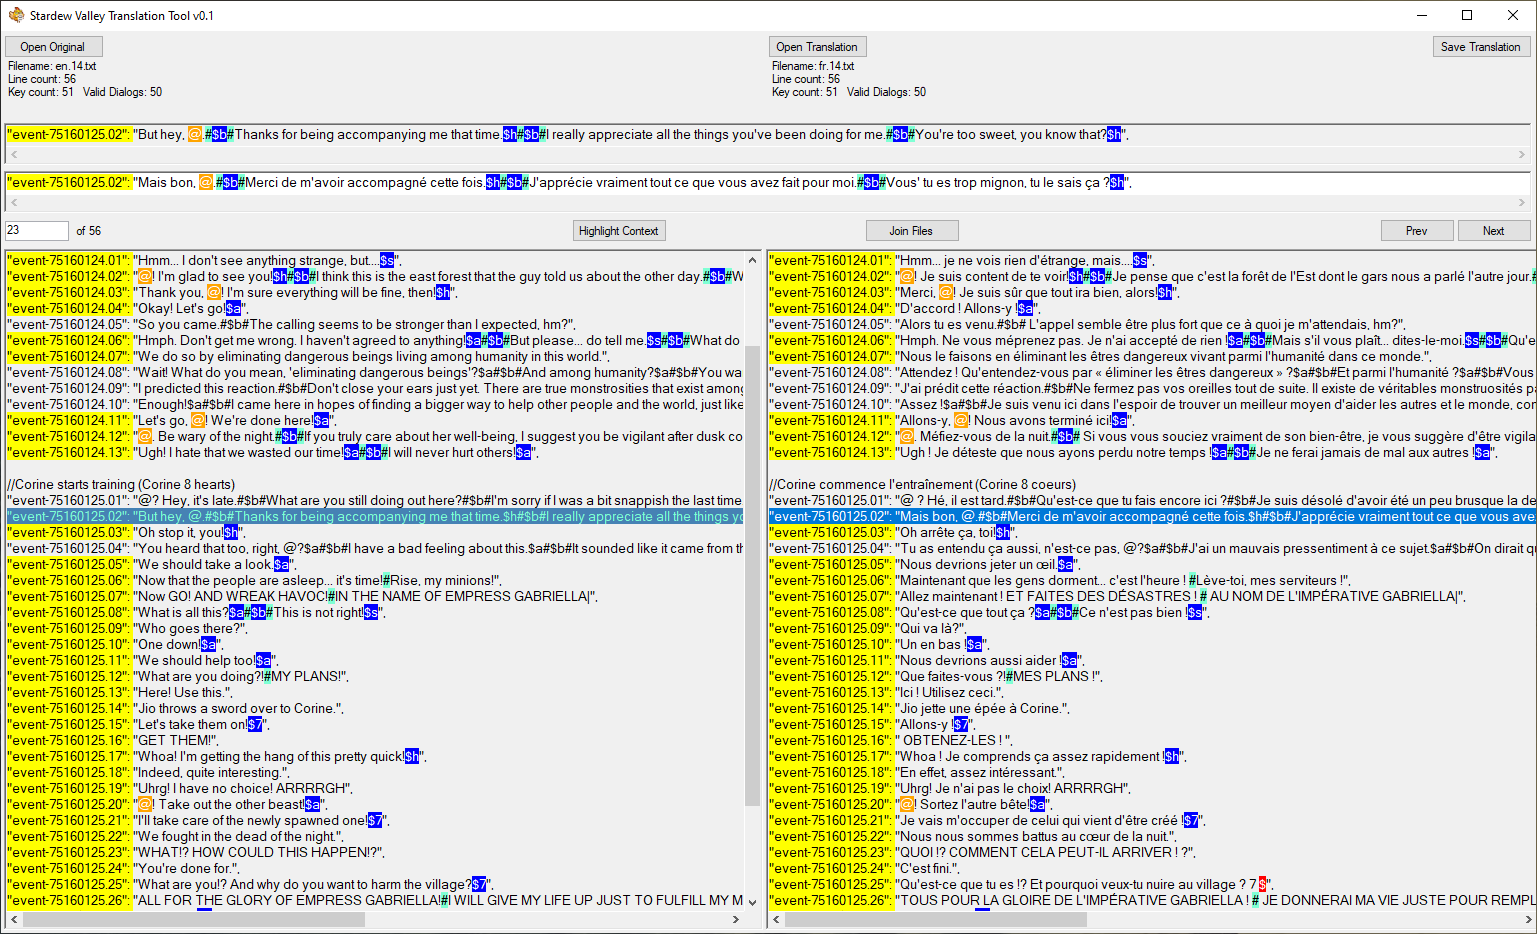 Stardew Valley Translation Tool v0.1
Open Original
Open Translation
Save Translation
Filename: en.14.txt
Line count: 56
Key count: 51   Valid Dialogs: 50
Filename: fr.14.txt
Line count: 56
Key count: 51   Valid Dialogs: 50
"event-75160125.02": "But hey, @.#$b#Thanks for being accompanying me that time.$h#$b#I really appreciate all the things you've been doing for me.#$b#You're too sweet, you know that?$h",
"event-75160125.02": "Mais bon, @.#$b#Merci de m'avoir accompagné cette fois.$h#$b#J'apprécie vraiment tout ce que vous avez fait pour moi.#$b#Vous' tu es trop mignon, tu le sais ça ?$h",
23 of 56
Highlight Context
Join Files
Prev
Next
"event-75160124.01": "Hmm... I don't see anything strange, but....$s",
"event-75160124.02": "@! I'm glad to see you!$h#$b#I think this is the east forest that the guy told us about the other day.#$b#W
"event-75160124.03": "Thank you, @! I'm sure everything will be fine, then!$h",
"event-75160124.04": "Okay! Let's go!$a",
"event-75160124.05": "So you came.#$b#The calling seems to be stronger than I expected, hm?",
"event-75160124.06": "Hmph. Don't get me wrong. I haven't agreed to anything!$a#$b#But please... do tell me.$s#$b#What do
"event-75160124.07": "We do so by eliminating dangerous beings living among humanity in this world.",
"event-75160124.08": "Wait! What do you mean, 'eliminating dangerous beings'?$a#$b#And among humanity?$a#$b#You wa
"event-75160124.09": "I predicted this reaction.#$b#Don't close your ears just yet. There are true monstrosities that exist among
"event-75160124.10": "Enough!$a#$b#I came here in hopes of finding a bigger way to help other people and the world, just like
"event-75160124.11": "Let's go, @! We're done here!$a",
"event-75160124.12": "@. Be wary of the night.#$b#If you truly care about her well-being, I suggest you be vigilant after dusk co
"event-75160124.13": "Ugh! I hate that we wasted our time!$a#$b#I will never hurt others!$a",
//Corine starts training (Corine 8 hearts)
"event-75160125.01": "@? Hey, it's late.#$b#What are you still doing out here?#$b#I'm sorry if I was a bit snappish the last time
"event-75160125.02": "But hey, @.#$b#Thanks for being accompanying me that time.$h#$b#I really appreciate all the things yo
"event-75160125.03": "Oh stop it, you!$h",
"event-75160125.04": "You heard that too, right, @?$a#$b#I have a bad feeling about this.$a#$b#It sounded like it came from th
"event-75160125.05": "We should take a look.$a",
"event-75160125.06": "Now that the people are asleep... it's time!#Rise, my minions!",
"event-75160125.07": "Now GO! AND WREAK HAVOC!#IN THE NAME OF EMPRESS GABRIELLA|",
"event-75160125.08": "What is all this?$a#$b#This is not right!$s",
"event-75160125.09": "Who goes there?",
"event-75160125.10": "One down!$a",
"event-75160125.11": "We should help too!$a",
"event-75160125.12": "What are you doing?!#MY PLANS!",
"event-75160125.13": "Here! Use this.",
"event-75160125.14": "Jio throws a sword over to Corine.",
"event-75160125.15": "Let's take them on!$7",
"event-75160125.16": "GET THEM!",
"event-75160125.17": "Whoa! I'm getting the hang of this pretty quick!$h",
"event-75160125.18": "Indeed, quite interesting.",
"event-75160125.19": "Uhrg! I have no choice! ARRRRGH",
"event-75160125.20": "@! Take out the other beast!$a",
"event-75160125.21": "I'll take care of the newly spawned one!$7",
"event-75160125.22": "We fought in the dead of the night.",
"event-75160125.23": "WHAT!? HOW COULD THIS HAPPEN!?",
"event-75160125.24": "You're done for.",
"event-75160125.25": "What are you!? And why do you want to harm the village?$7",
"event-75160125.26": "ALL FOR THE GLORY OF EMPRESS GABRIELLA!#I WILL GIVE MY LIFE UP JUST TO FULFILL MY M
"event-75160124.01": "Hmm... je ne vois rien d'étrange, mais....$s",
"event-75160124.02": "@! Je suis content de te voir!$h#$b#Je pense que c'est la forêt de l'Est dont le gars nous a parlé l'autre jour.#
"event-75160124.03": "Merci, @! Je suis sûr que tout ira bien, alors!$h",
"event-75160124.04": "D'accord ! Allons-y !$a",
"event-75160124.05": "Alors tu es venu.#$b# L'appel semble être plus fort que ce à quoi je m'attendais, hm?",
"event-75160124.06": "Hmph. Ne vous méprenez pas. Je n'ai accepté de rien !$a#$b#Mais s'il vous plaît... dites-le-moi.$s#$b#Qu'e
"event-75160124.07": "Nous le faisons en éliminant les êtres dangereux vivant parmi l'humanité dans ce monde.",
"event-75160124.08": "Attendez ! Qu'entendez-vous par « éliminer les êtres dangereux » ?$a#$b#Et parmi l'humanité ?$a#$b#Vous
"event-75160124.09": "J'ai prédit cette réaction.#$b#Ne fermez pas vos oreilles tout de suite. Il existe de véritables monstruosités pa
"event-75160124.10": "Assez !$a#$b#Je suis venu ici dans l'espoir de trouver un meilleur moyen d'aider les autres et le monde, con
"event-75160124.11": "Allons-y, @! Nous avons terminé ici!$a",
"event-75160124.12": "@. Méfiez-vous de la nuit.#$b# Si vous vous souciez vraiment de son bien-être, je vous suggère d'être vigila
"event-75160124.13": "Ugh ! Je déteste que nous ayons perdu notre temps !$a#$b#Je ne ferai jamais de mal aux autres !$a",
//Corine commence l'entraînement (Corine 8 coeurs)
"event-75160125.01": "@ ? Hé, il est tard.#$b#Qu'est-ce que tu fais encore ici ?#$b#Je suis désolé d'avoir été un peu brusque la de
"event-75160125.02": "Mais bon, @.#$b#Merci de m'avoir accompagné cette fois.$h#$b#J'apprécie vraiment tout ce que vous ave
"event-75160125.03": "Oh arrête ça, toi!$h",
"event-75160125.04": "Tu as entendu ça aussi, n'est-ce pas, @?$a#$b#J'ai un mauvais pressentiment à ce sujet.$a#$b#On dirait qu
"event-75160125.05": "Nous devrions jeter un œil.$a",
"event-75160125.06": "Maintenant que les gens dorment... c'est l'heure ! #Lève-toi, mes serviteurs !",
"event-75160125.07": "Allez maintenant ! ET FAITES DES DÉSASTRES ! # AU NOM DE L'IMPÉRATIVE GABRIELLA|",
"event-75160125.08": "Qu'est-ce que tout ça ?$a#$b#Ce n'est pas bien !$s",
"event-75160125.09": "Qui va là?",
"event-75160125.10": "Un en bas !$a",
"event-75160125.11": "Nous devrions aussi aider !$a",
"event-75160125.12": "Que faites-vous ?!#MES PLANS !",
"event-75160125.13": "Ici ! Utilisez ceci.",
"event-75160125.14": "Jio jette une épée à Corine.",
"event-75160125.15": "Allons-y !$7",
"event-75160125.16": " OBTENEZ-LES ! ",
"event-75160125.17": "Whoa ! Je comprends ça assez rapidement !$h",
"event-75160125.18": "En effet, assez intéressant.",
"event-75160125.19": "Uhrg! Je n'ai pas le choix! ARRRRGH",
"event-75160125.20": "@! Sortez l'autre bête!$a",
"event-75160125.21": "Je vais m'occuper de celui qui vient d'être créé !$7",
"event-75160125.22": "Nous nous sommes battus au cœur de la nuit.",
"event-75160125.23": "QUOI !? COMMENT CELA PEUT-IL ARRIVER ! ?",
"event-75160125.24": "C'est fini.",
"event-75160125.25": "Qu'est-ce que tu es !? Et pourquoi veux-tu nuire au village ? 7 $",
"event-75160125.26": "TOUS POUR LA GLOIRE DE L'IMPÉRATIVE GABRIELLA ! # JE DONNERAI MA VIE JUSTE POUR REMPL